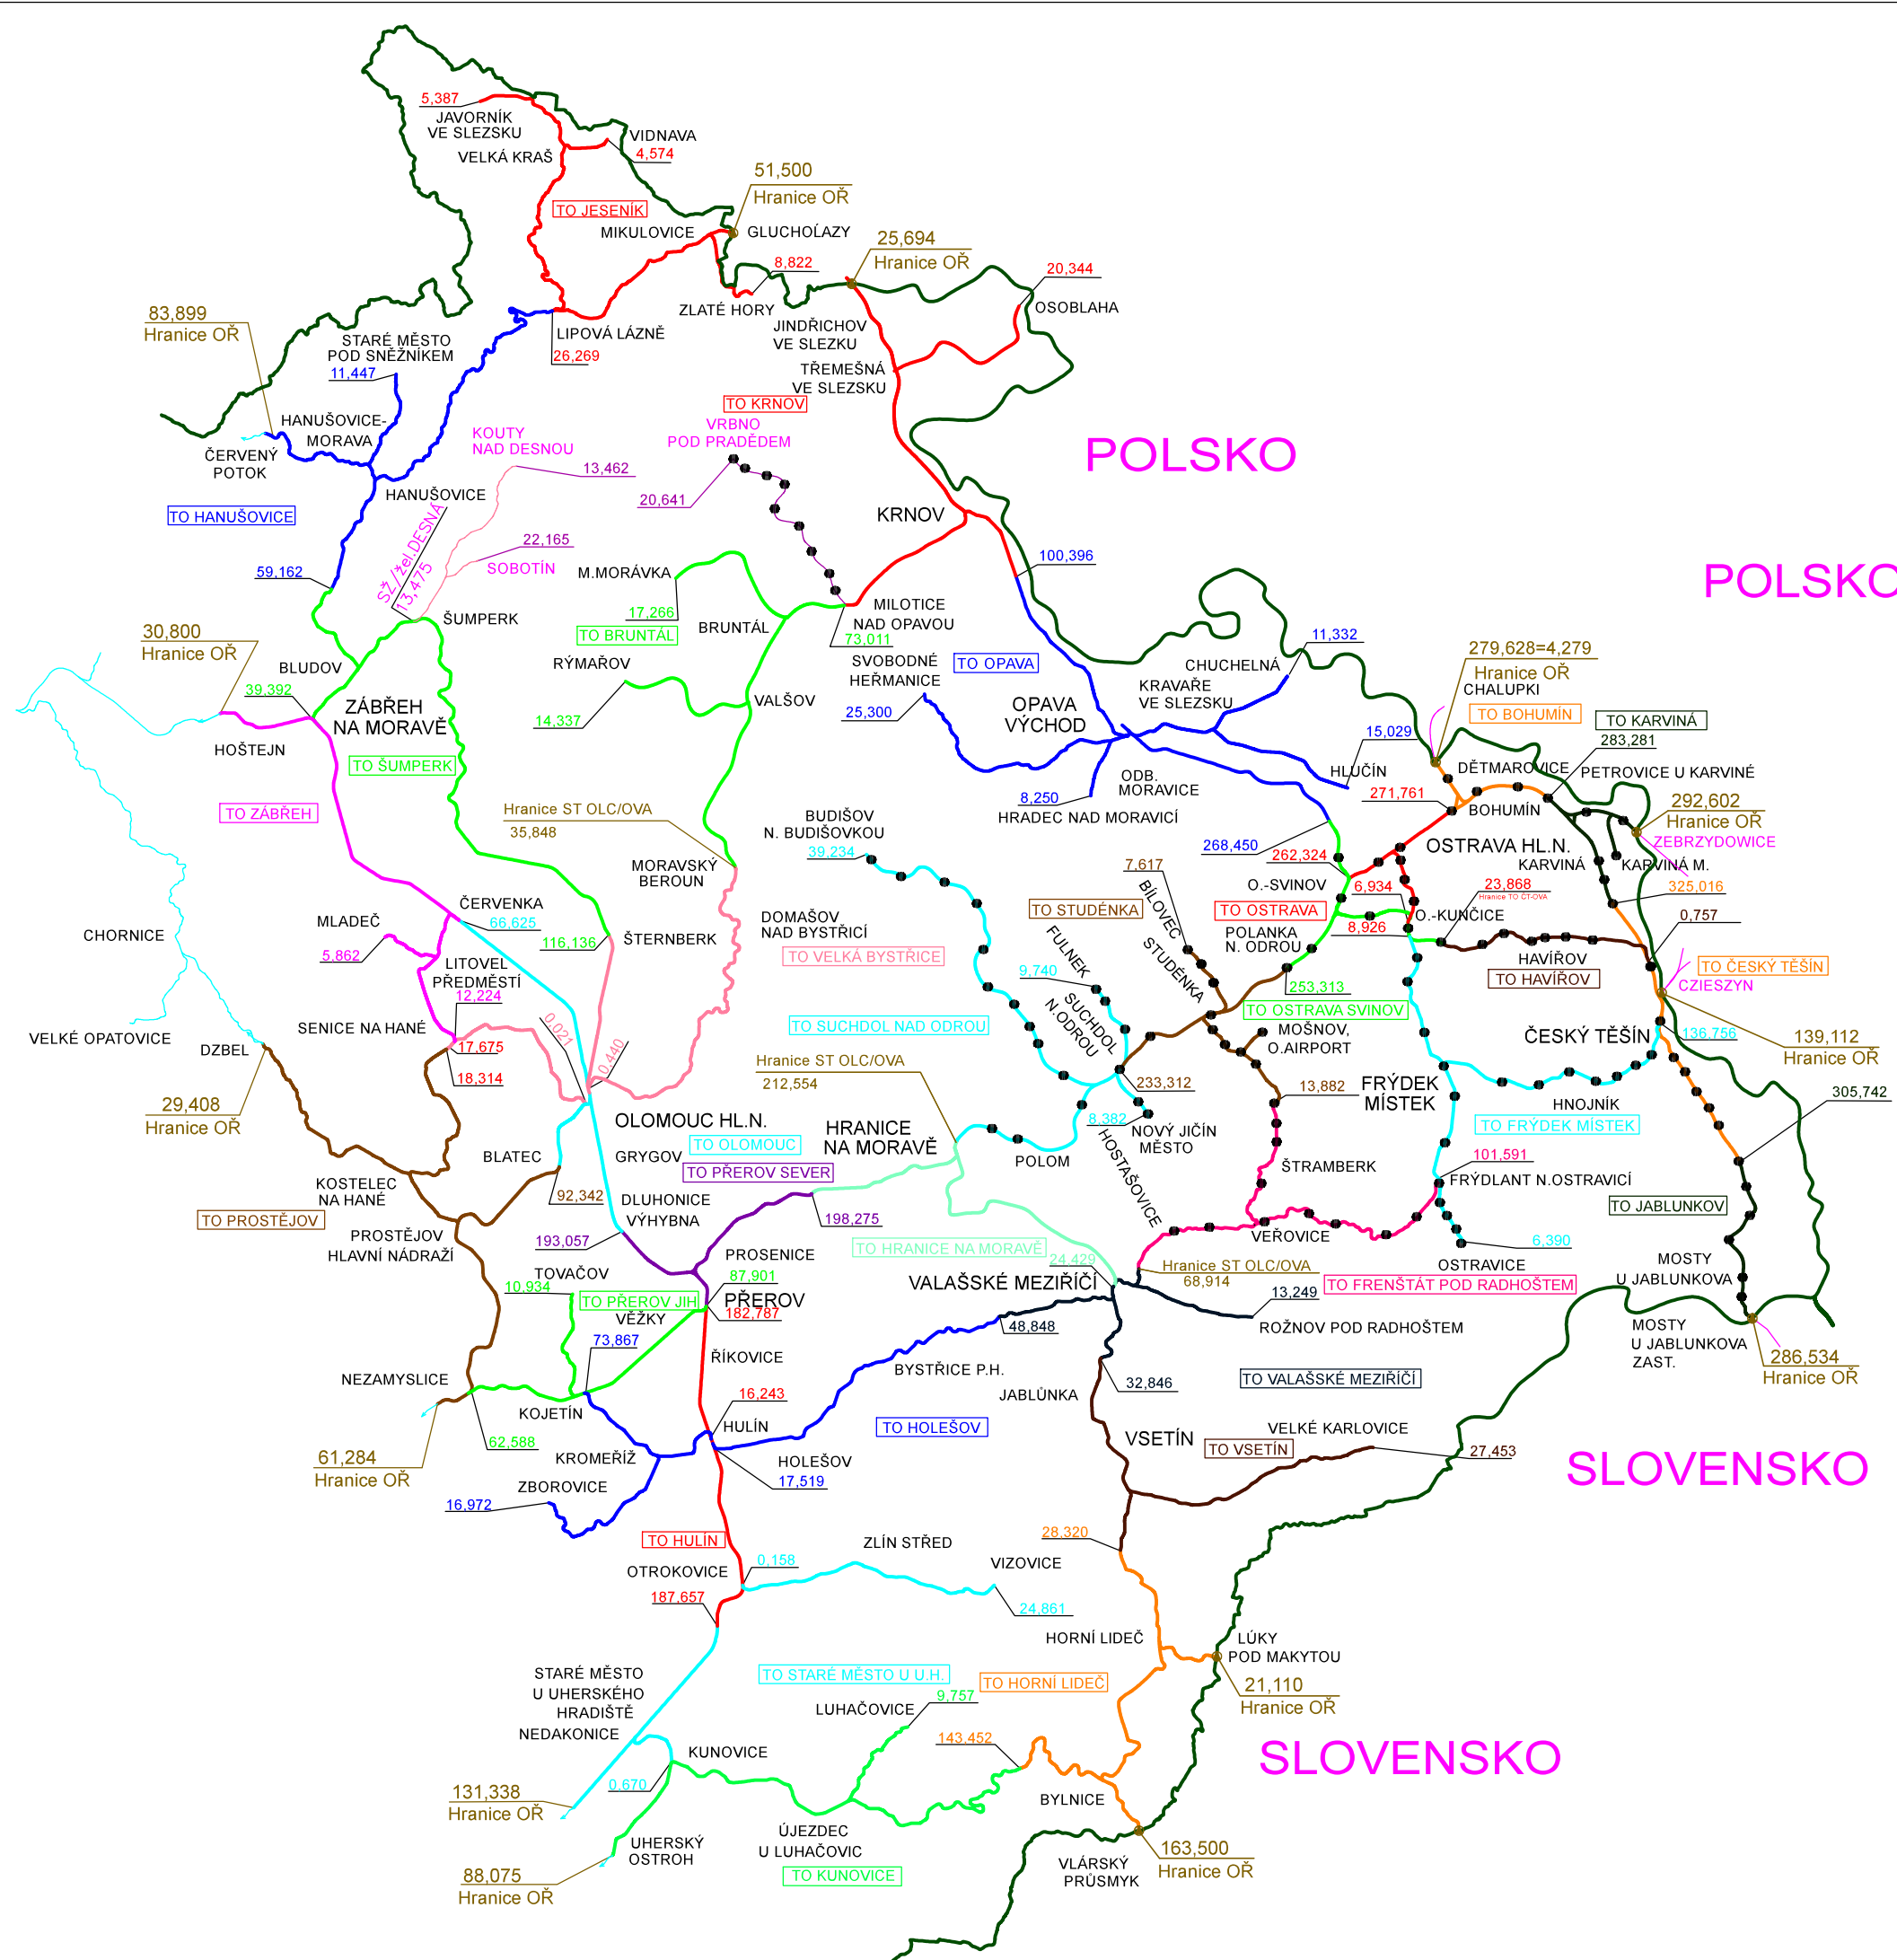 5,387
JAVORNÍK
VE SLEZSKU
VIDNAVA
4,574
VELKÁ KRAŠ
51,500
Hranice OŘ
TO JESENÍK
MIKULOVICE
GLUCHOĹAZY
25,694
Hranice OŘ
8,822
20,344
ZLATÉ HORY
OSOBLAHA
83,899
Hranice OŘ
JINDŘICHOV
VE SLEZKU
STARÉ MĚSTO
POD SNĚŽNÍKEM
11,447
LIPOVÁ LÁZNĚ
26,269
TŘEMEŠNÁ
VE SLEZSKU
TO KRNOV
HANUŠOVICE-
MORAVA
VRBNO
POD PRADĚDEM
KOUTY
NAD DESNOU
POLSKO
ČERVENÝ
POTOK
13,462
HANUŠOVICE
20,641
TO HANUŠOVICE
KRNOV
SŽ/žel.DESNÁ
13,475
22,165
SOBOTÍN
100,396
59,162
M.MORÁVKA
POLSKO
17,266
MILOTICE
NAD OPAVOU
ŠUMPERK
TO BRUNTÁL
BRUNTÁL
73,011
30,800
Hranice OŘ
11,332
279,628=4,279
Hranice OŘ
BLUDOV
RÝMAŘOV
SVOBODNÉ
HEŘMANICE
TO OPAVA
CHUCHELNÁ
39,392
KRAVAŘE
VE SLEZSKU
CHALUPKI
ZÁBŘEH
NA MORAVĚ
VALŠOV
14,337
25,300
OPAVA
VÝCHOD
TO BOHUMÍN
TO KARVINÁ
283,281
15,029
HOŠTEJN
TO ŠUMPERK
ODB.
MORAVICE
HLUČÍN
DĚTMAROVICE
PETROVICE U KARVINÉ
8,250
271,761
BOHUMÍN
292,602
Hranice OŘ
TO ZÁBŘEH
Hranice ST OLC/OVA
35,848
BUDIŠOV
N. BUDIŠOVKOU
39,234
HRADEC NAD MORAVICÍ
268,450
262,324
OSTRAVA HL.N.
ZEBRZYDOWICE
KARVINÁ
KARVINÁ M.
MORAVSKÝ
BEROUN
7,617
BÍLOVEC
O.-SVINOV
6,934
23,868
Hranice TO ČT-OVA
325,016
ČERVENKA
66,625
MLADEČ
TO STUDÉNKA
TO OSTRAVA
O.-KUNČICE
0,757
CHORNICE
DOMAŠOV
NAD BYSTŘICÍ
FULNEK
STUDÉNKA
POLANKA
N. ODROU
8,926
116,136
ŠTERNBERK
5,862
TO VELKÁ BYSTŘICE
HAVÍŘOV
TO HAVÍŘOV
TO ČESKÝ TĚŠÍN
CZIESZYN
LITOVEL
PŘEDMĚSTÍ
9,740
253,313
12,224
SUCHDOL
N.ODROU
TO OSTRAVA SVINOV
VELKÉ OPATOVICE
SENICE NA HANÉ
0,021
TO SUCHDOL NAD ODROU
MOŠNOV,
O.AIRPORT
ČESKÝ TĚŠÍN
136,756
139,112
Hranice OŘ
DZBEL
17,675
0,440
Hranice ST OLC/OVA
212,554
18,314
233,312
13,882
FRÝDEK
MÍSTEK
305,742
29,408
Hranice OŘ
OLOMOUC HL.N.
HRANICE
NA MORAVĚ
8,382
NOVÝ JIČÍN
MĚSTO
HNOJNÍK
TO FRÝDEK MÍSTEK
TO OLOMOUC
BLATEC
GRYGOV
TO PŘEROV SEVER
POLOM
HOSTAŠOVICE
ŠTRAMBERK
101,591
FRÝDLANT N.OSTRAVICÍ
KOSTELEC
NA HANÉ
92,342
DLUHONICE
VÝHYBNA
198,275
TO PROSTĚJOV
TO JABLUNKOV
PROSTĚJOV
HLAVNÍ NÁDRAŽÍ
193,057
TO HRANICE NA MORAVĚ
VEŘOVICE
6,390
PROSENICE
24,429
Hranice ST OLC/OVA
68,914
OSTRAVICE
MOSTY
U JABLUNKOVA
TOVAČOV
10,934
87,901
VALAŠSKÉ MEZIŘÍČÍ
TO FRENŠTÁT POD RADHOŠTEM
TO PŘEROV JIH
PŘEROV
182,787
13,249
VĚŽKY
73,867
48,848
ROŽNOV POD RADHOŠTEM
MOSTY
U JABLUNKOVA
ZAST.
ŘÍKOVICE
286,534
Hranice OŘ
NEZAMYSLICE
BYSTŘICE P.H.
JABLŮNKA
32,846
TO VALAŠSKÉ MEZIŘÍČÍ
16,243
KOJETÍN
HULÍN
TO HOLEŠOV
VSETÍN
VELKÉ KARLOVICE
62,588
TO VSETÍN
27,453
61,284
Hranice OŘ
KROMĚŘÍŽ
HOLEŠOV
17,519
SLOVENSKO
ZBOROVICE
16,972
TO HULÍN
ZLÍN STŘED
28,320
OTROKOVICE
0,158
VIZOVICE
187,657
24,861
HORNÍ LIDEČ
LÚKY
POD MAKYTOU
STARÉ MĚSTO
U UHERSKÉHO
HRADIŠTĚ
TO STARÉ MĚSTO U U.H.
TO HORNÍ LIDEČ
21,110
Hranice OŘ
NEDAKONICE
LUHAČOVICE
9,757
143,452
KUNOVICE
SLOVENSKO
0,670
131,338
Hranice OŘ
BYLNICE
ÚJEZDEC
U LUHAČOVIC
UHERSKÝ
OSTROH
163,500
Hranice OŘ
VLÁRSKÝ
PRŮSMYK
TO KUNOVICE
88,075
Hranice OŘ